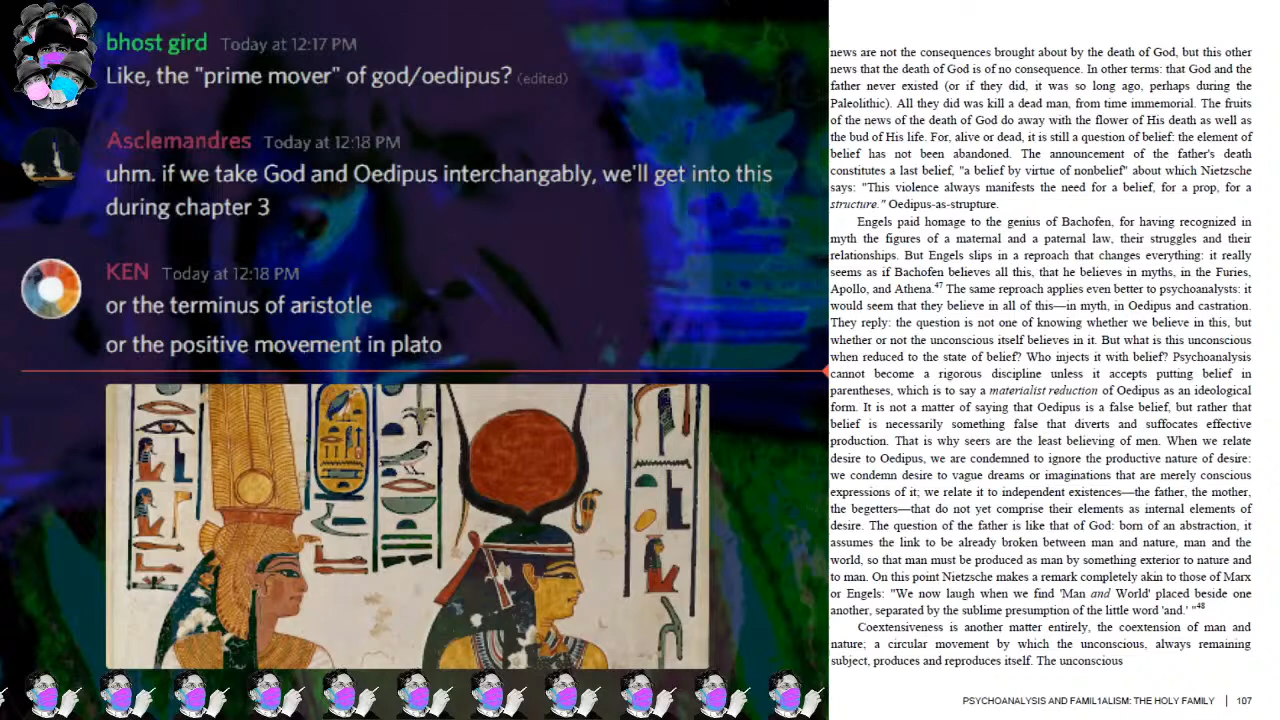 bhost gird Today at 12:17 PM
Like, the "prime mover" of god/oedipus? (edited)
Asclemandres Today at 12:18 PM
uhm. if we take God and Oedipus interchangably, we'll get into this
during chapter 3
KEN Today at 12:18 PM
or the terminus of aristotle
or the positive movement in plato
news are not the consequences brought about by the death of God, but this other
news that the death of God is of no consequence. In other terms: that God and the
father never existed (or if they did, it was so long ago, perhaps during the
Paleolithic). All they did was kill a dead man, from time immemorial. The fruits
of the news of the death of God do away with the flower of His death as well as
the bud of His life. For, alive or dead, it is still a question of belief: the element of
belief has not been abandoned. The announcement of the father's death
constitutes a last belief, "a belief by virtue of nonbelief" about which Nietzsche
says: "This violence always manifests the need for a belief, for a prop, for a
structure." Oedipus-as-strupture.
Engels paid homage to the genius of Bachofen, for having recognized in
myth the figures of a maternal and a paternal law, their struggles and their
relationships. But Engels slips in a reproach that changes everything: it really
seems as if Bachofen believes all this, that he believes in myths, in the Furies,
Apollo, and Athena.47 The same reproach applies even better to psychoanalysts: it
would seem that they believe in all of this—in myth, in Oedipus and castration.
They reply: the question is not one of knowing whether we believe in this, but
whether or not the unconscious itself believes in it. But what is this unconscious
when reduced to the state of belief? Who injects it with belief? Psychoanalysis
cannot become a rigorous discipline unless it accepts putting belief in
parentheses, which is to say a materialist reduction of Oedipus as an ideological
form. It is not a matter of saying that Oedipus is a false belief, but rather that
belief is necessarily something false that diverts and suffocates effective
production. That is why seers are the least believing of men. When we relate
desire to Oedipus, we are condemned to ignore the productive nature of desire:
we condemn desire to vague dreams or imaginations that are merely conscious
expressions of it; we relate it to independent existences—the father, the mother,
the begetters—that do not yet comprise their elements as internal elements of
desire. The question of the father is like that of God: born of an abstraction, it
assumes the link to be already broken between man and nature, man and the
world, so that man must be produced as man by something exterior to nature and
to man. On this point Nietzsche makes a remark completely akin to those of Marx
or Engels: "We now laugh when we find 'Man and World' placed beside one
another, separated by the sublime presumption of the little word 'and.' "48
Coextensiveness is another matter entirely, the coextension of man and
nature; a circular movement by which the unconscious, always remaining
subject, produces and reproduces itself. The unconscious
PSYCHOANALYSIS AND FAMIL1ALISM: THE HOLY FAMILY | 107